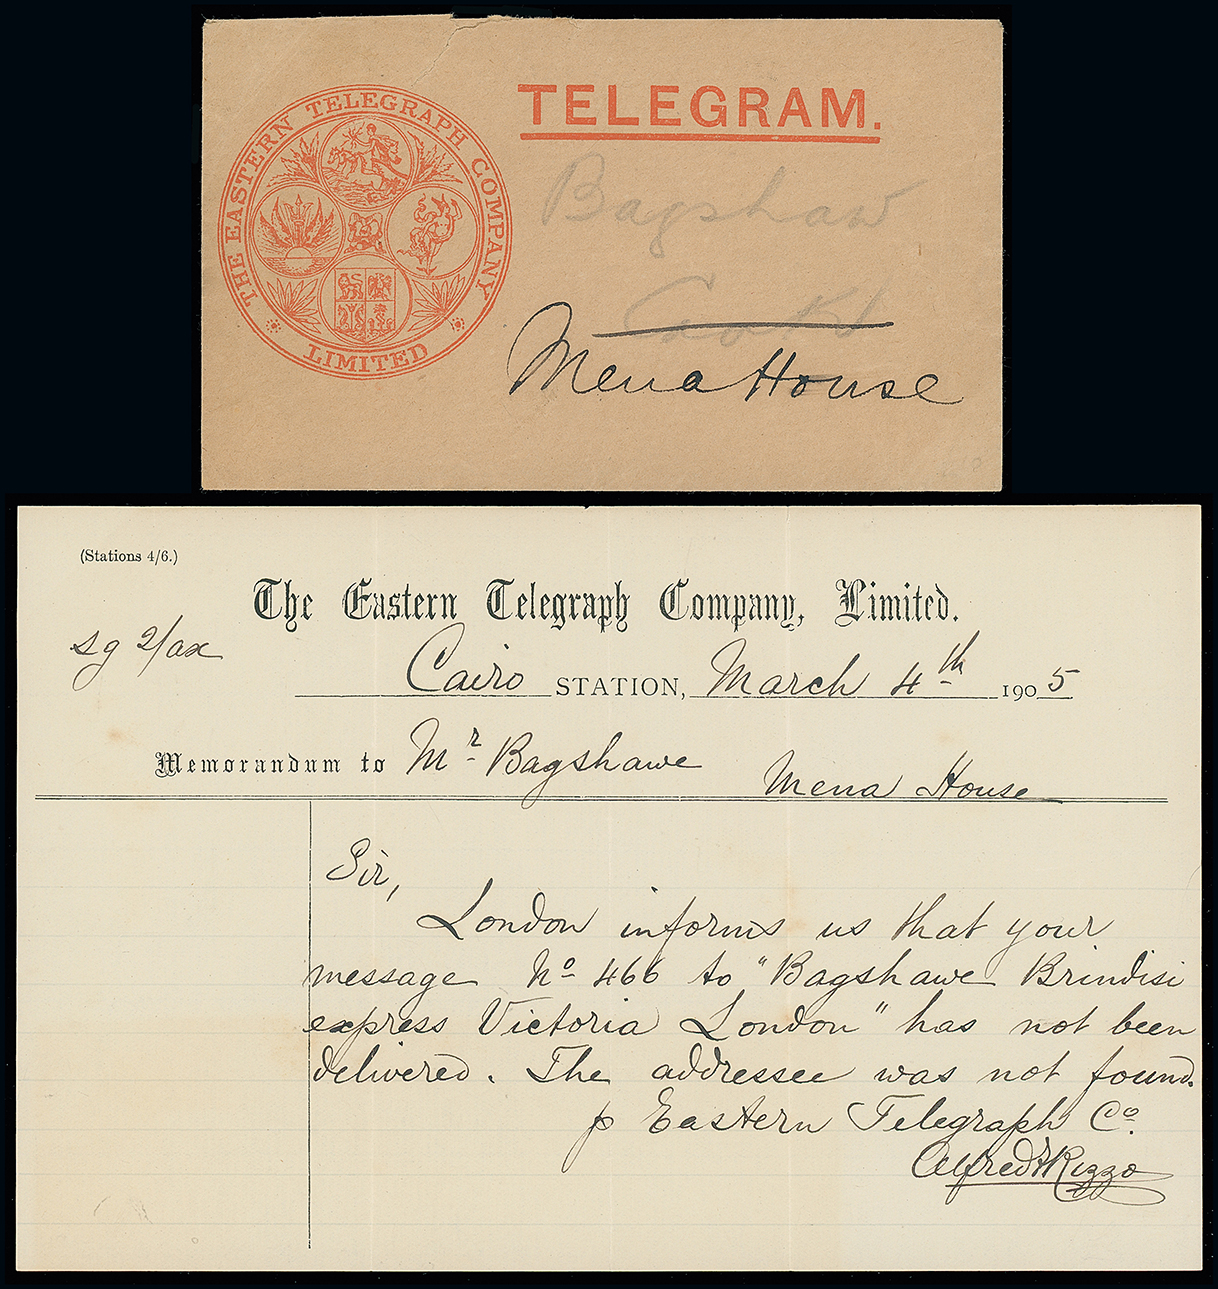 THE EASTERN TELEGRAPH COMPANY
LIMITED
TELEGRAM.
Bagshaw
Mena House
(Stations 4/6.)
The Eastern Telegraph Company, Limited.
sg 2/ax
Cairo STATION, March 4th 1905
Memorandum to Mr Bagshawe
Mena House
Sir,
London informs us that your
message No 466 to "Bagshawe Brindisi
express Victoria London" has not been
delivered. The addressee was not found.
p Eastern Telegraph Co.
Alfred A Rizzo